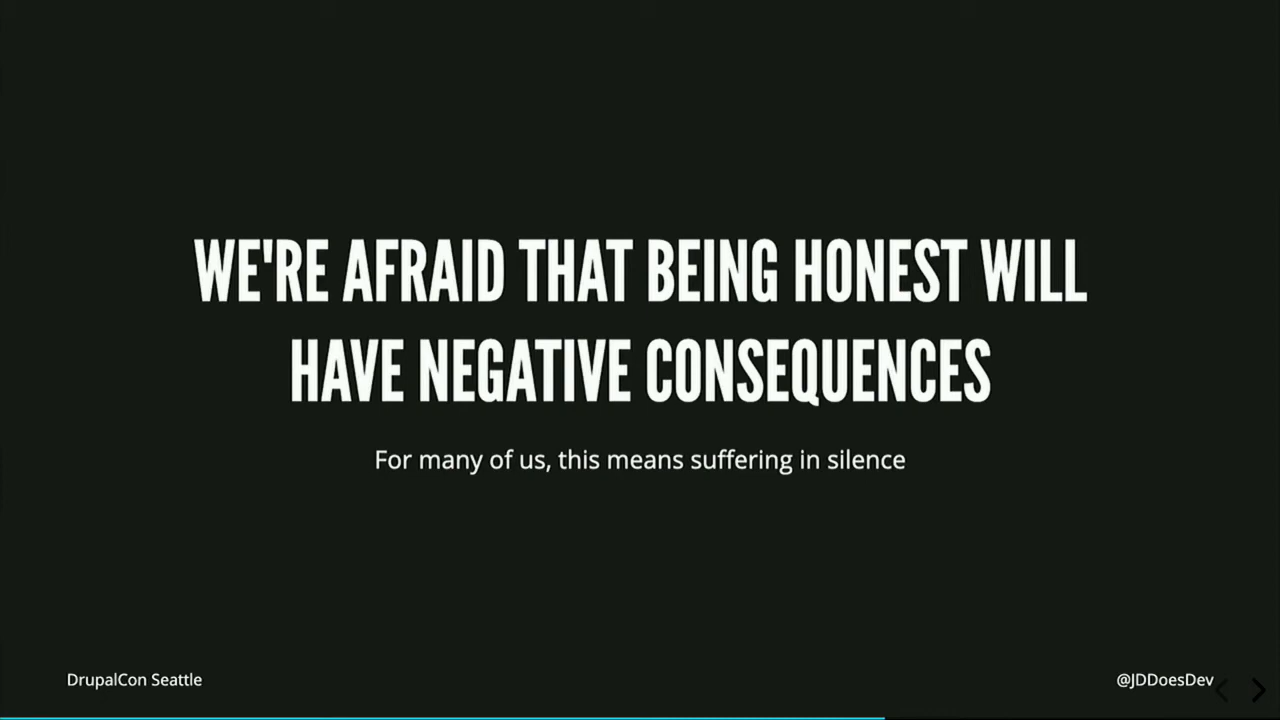 WE'RE AFRAID THAT BEING HONEST WILL
HAVE NEGATIVE CONSEQUENCES
For many of us, this means suffering in silence
DrupalCon Seattle
@JDDoesDev